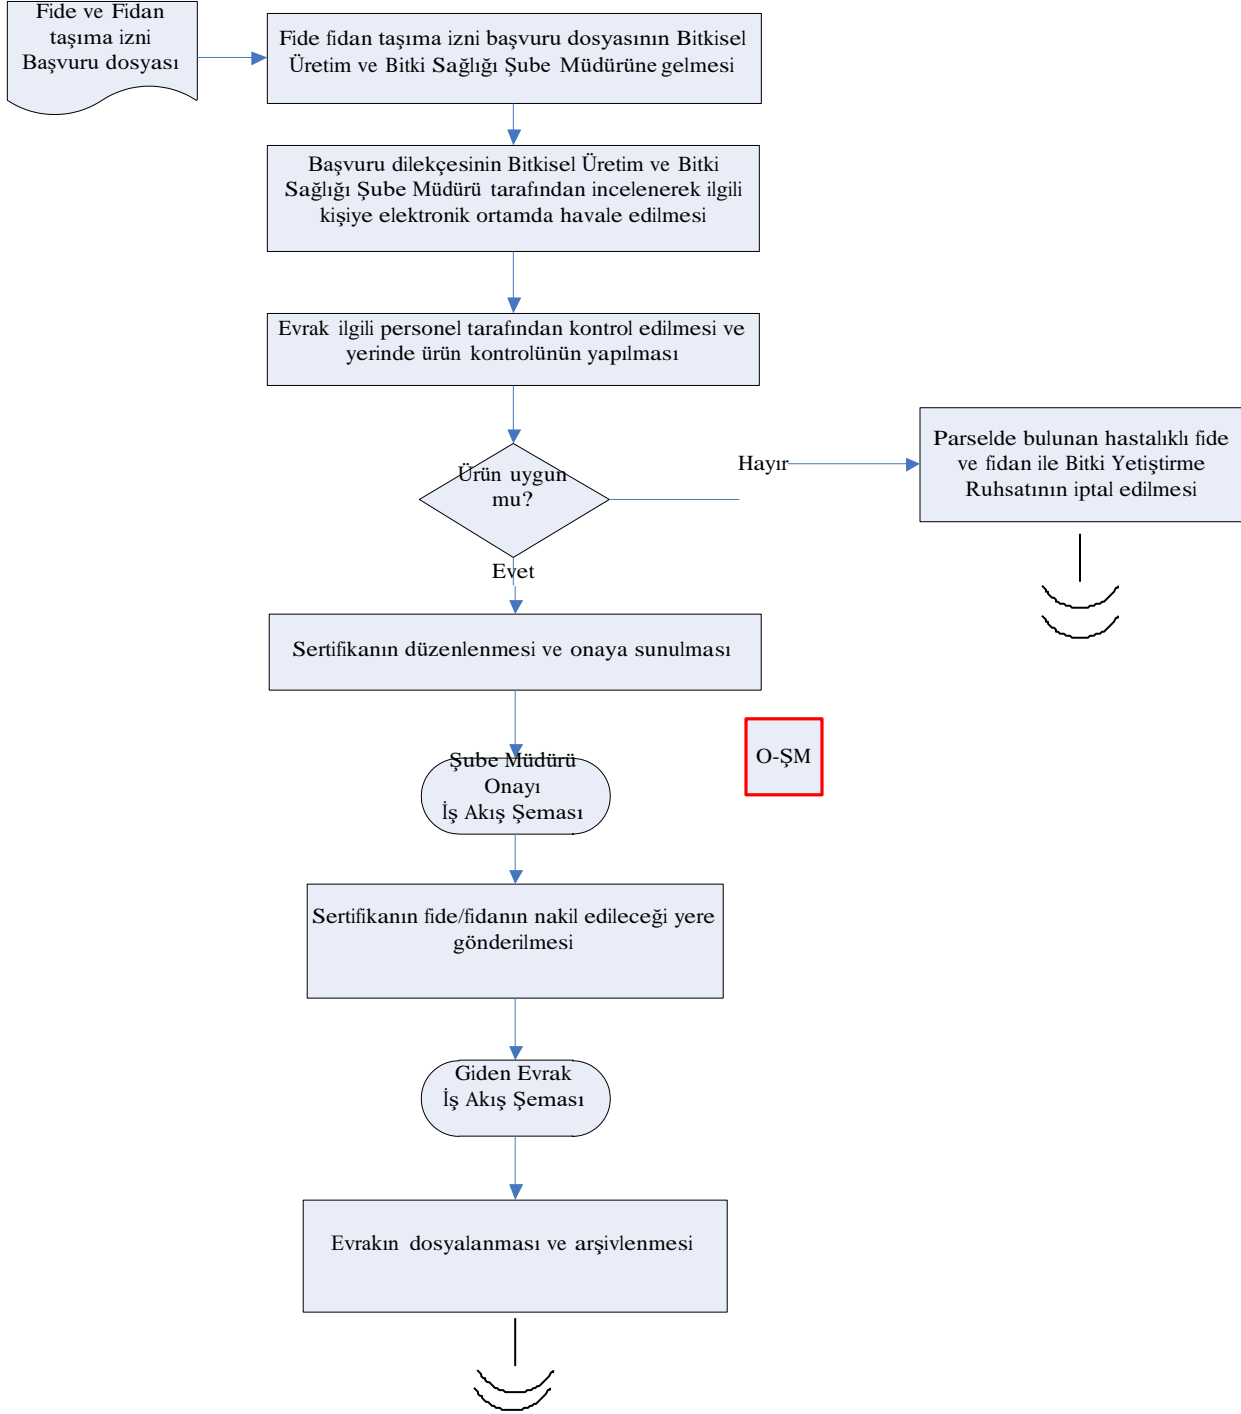 Fide ve Fidan
taşıma izni
Başvuru dosyası
Fide fidan taşıma izni başvuru dosyasının Bitkisel
Üretim ve Bitki Sağlığı Şube Müdürüne gelmesi
Başvuru dilekçesinin Bitkisel Üretim ve Bitki
Sağlığı Şube Müdürü tarafından incelenerek ilgili
kişiye elektronik ortamda havale edilmesi
Evrak ilgili personel tarafından kontrol edilmesi ve
yerinde ürün kontrolünün yapılması
Ürün uygun
mu?
Hayır
Parselde bulunan hastalıklı fide
ve fidan ile Bitki Yetiştirme
Ruhsatının iptal edilmesi
Evet
Sertifikanın düzenlenmesi ve onaya sunulması
O-ŞM
Şube Müdürü
Onayı
İş Akış Şeması
Sertifikanın fide/fidanın nakil edileceği yere
gönderilmesi
Giden Evrak
İş Akış Şeması
Evrakın dosyalanması ve arşivlenmesi